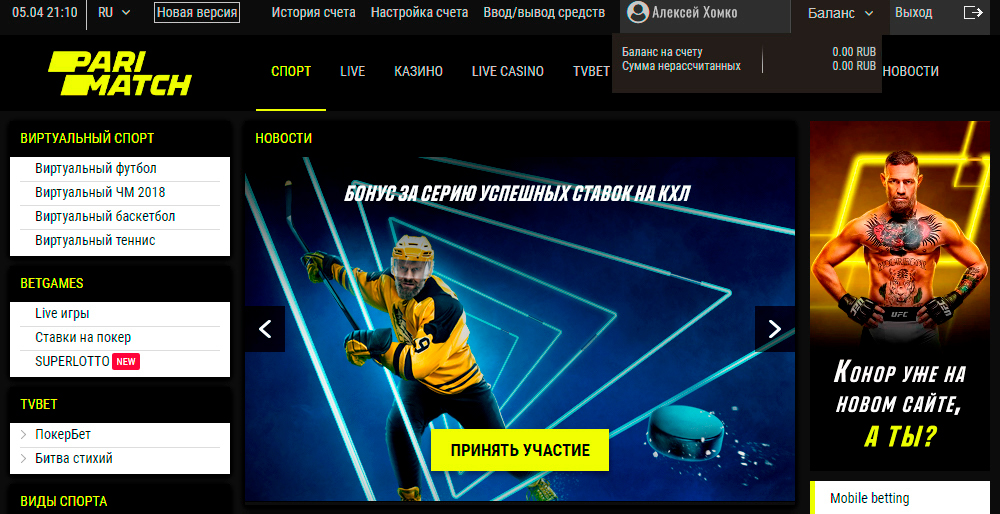 05.04 21:10
RU
Новая версия
История счета
Настройка счета
Ввод/вывод средств
Алексей Хомко
Баланс
Выход
Баланс на счету 0.00 RUB
Сумма нерассчитанных 0.00 RUB
PARI
MATCH
СПОРТ
LIVE
КАЗИНО
LIVE CASINO
TVBET
НОВОСТИ
ВИРТУАЛЬНЫЙ СПОРТ
Виртуальный футбол
Виртуальный ЧМ 2018
Виртуальный баскетбол
Виртуальный теннис
BETGAMES
Live игры
Ставки на покер
SUPERLOTTO NEW
TVBET
ПокерБет
Битва стихий
ВИДЫ СПОРТА
НОВОСТИ
БОНУС ЗА СЕРИЮ УСПЕШНЫХ СТАВОК НА КХЛ
9
ПРИНЯТЬ УЧАСТИЕ
UFC
КОНОР УЖЕ НА
НОВОМ САЙТЕ,
А ТЫ?
Mobile betting